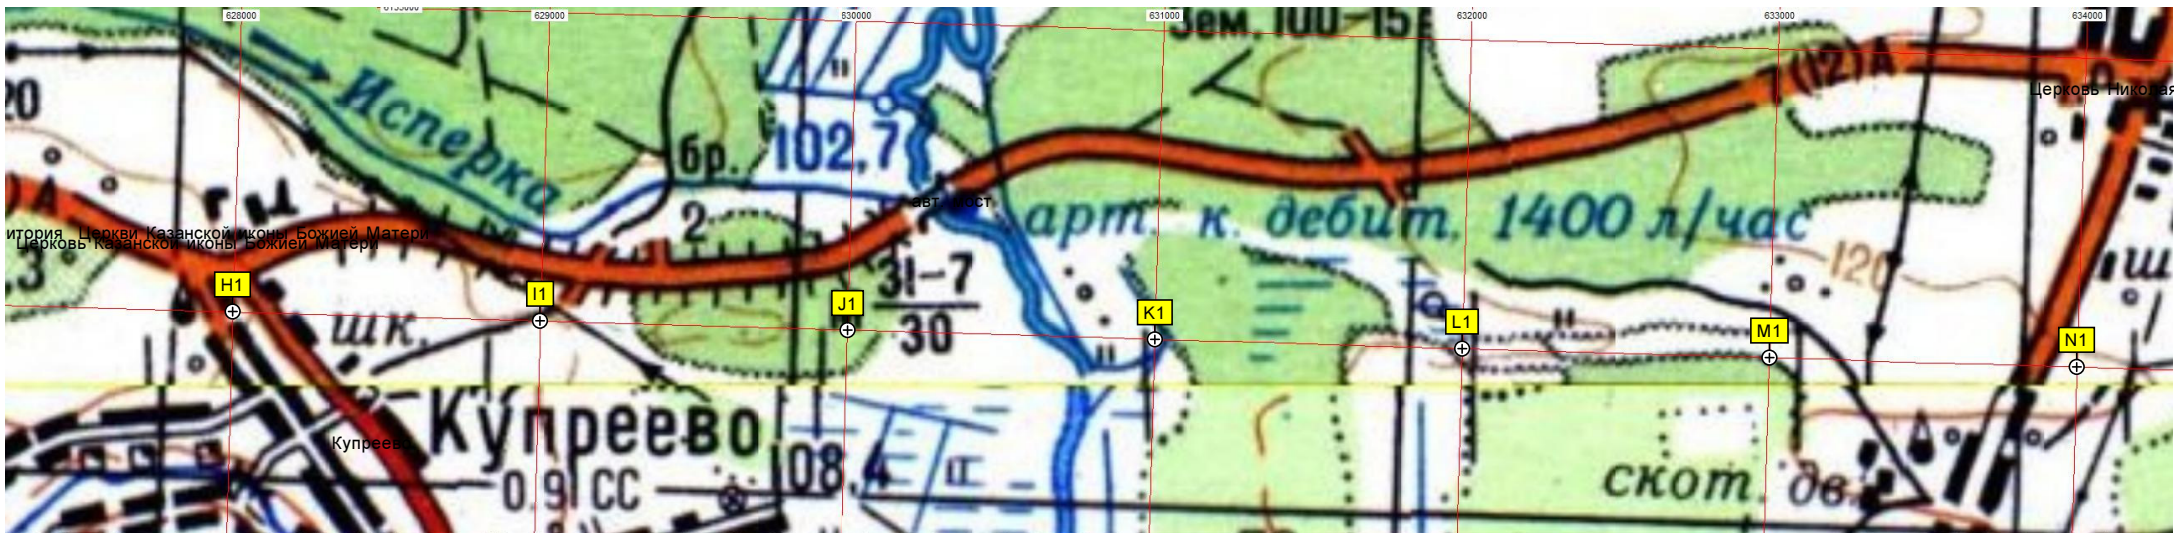 628000
629000
630000
631000
632000
633000
634000
Зем. 100-15
(12)А
20
Исперка
Церковь Николая
бр.
102,7
2
А
авт. мост
арт. к. дебит. 1400 л/час
итория Церкви Казанской иконы Божией Матери
Церковь Казанской иконы Божией Матери
120
ш
.3
31-7
30
H1
I1
J1
K1
L1
M1
N1
шк.
Купреево
Купреево
108,4
0.9 СС
скот. дв.